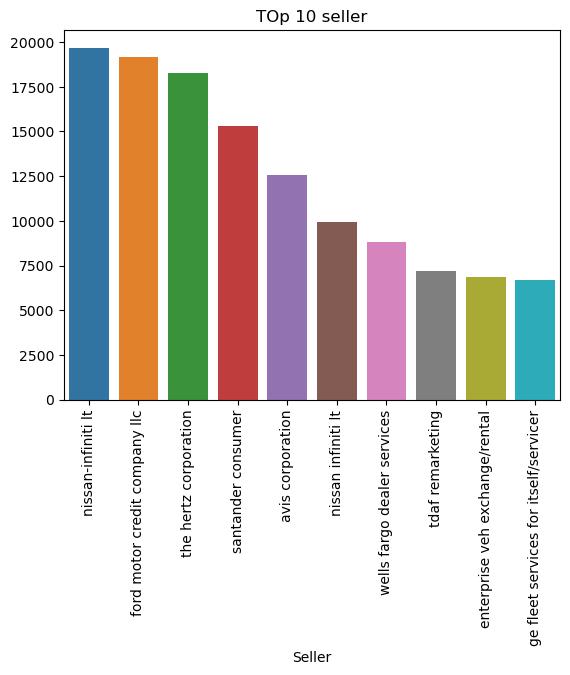 TOp 10 seller
20000
17500
15000
12500
10000
7500
5000
2500
0
nissan-infiniti lt
ford motor credit company llc
the hertz corporation
santander consumer
avis corporation
nissan infiniti lt
wells fargo dealer services
tdaf remarketing
enterprise veh exchange/rental
ge fleet services for itself/servicer
Seller